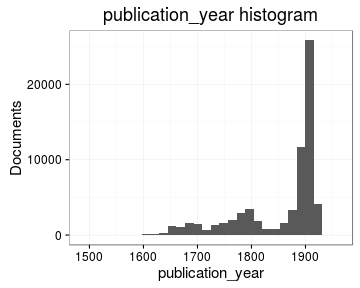 publication_year histogram
Documents
20000
10000
0
1500 1600 1700 1800 1900
publication_year